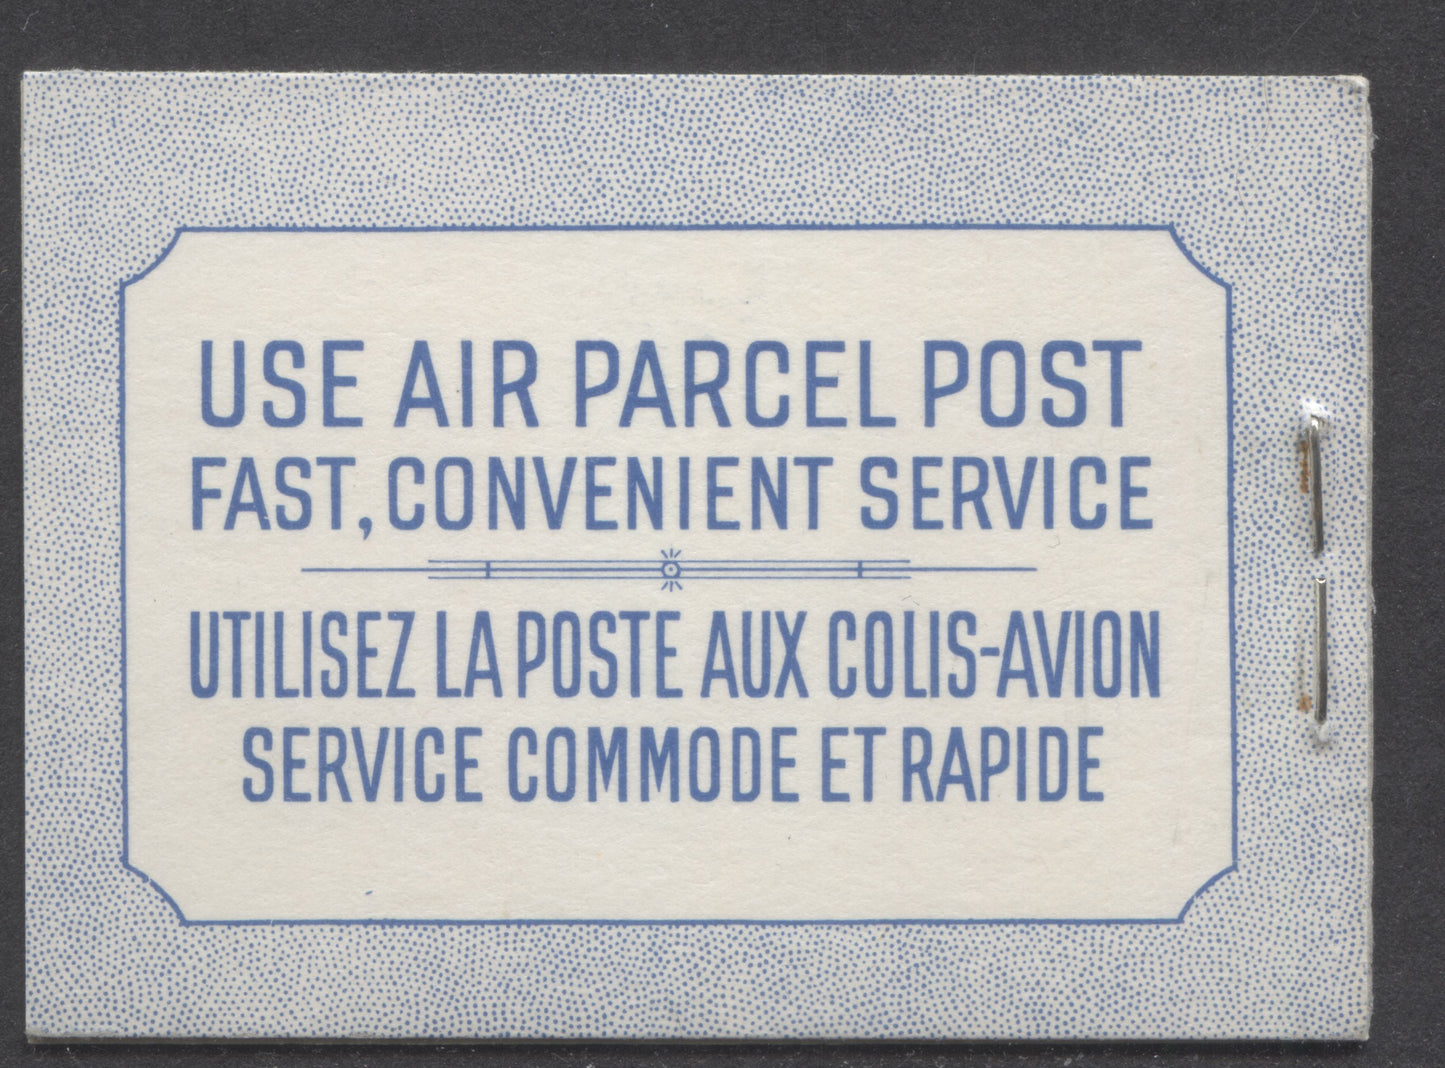 USE AIR PARCEL POST
FAST, CONVENIENT SERVICE
UTILISEZ LA POSTE AUX COLIS-AVION
SERVICE COMMODE ET RAPIDE